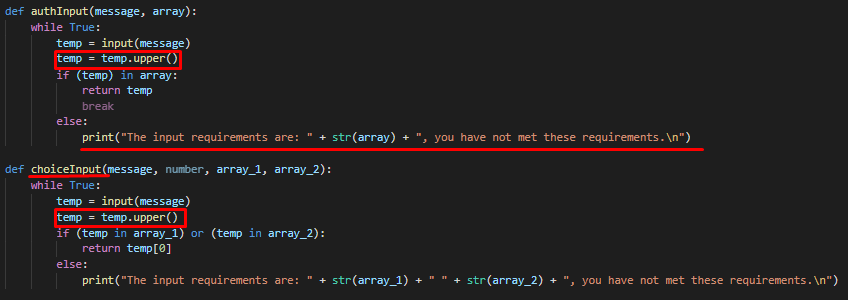 def authInput(message, array):
    while True:
        temp = input(message)
        temp = temp.upper()
        if (temp) in array:
            return temp
            break
        else:
            print("The input requirements are: " + str(array) + ", you have not met these requirements.\n")
def choiceInput(message, number, array_1, array_2):
    while True:
        temp = input(message)
        temp = temp.upper()
        if (temp in array_1) or (temp in array_2):
            return temp[0]
        else:
            print("The input requirements are: " + str(array_1) + " " + str(array_2) + ", you have not met these requirements.\n")